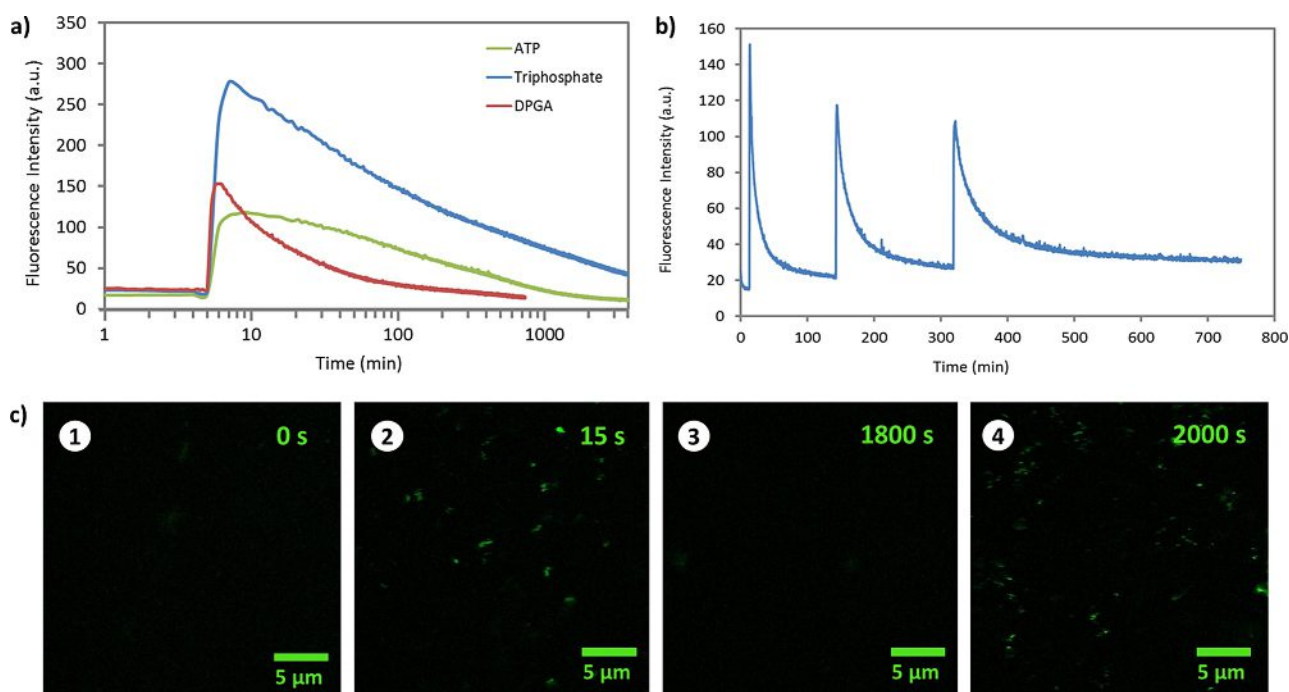 a)
350
300
250
200
150
100
50
0
Fluorescence Intensity (a.u.)
ATP
Triphosphate
DPGA
1
10
100
1000
Time (min)
b)
160
140
120
100
80
60
40
20
0
Fluorescence Intensity (a.u.)
0
100
200
300
400
500
600
700
800
Time (min)
c)
1
0 s
5 μm
2
15 s
5 μm
3
1800 s
5 μm
4
2000 s
5 μm